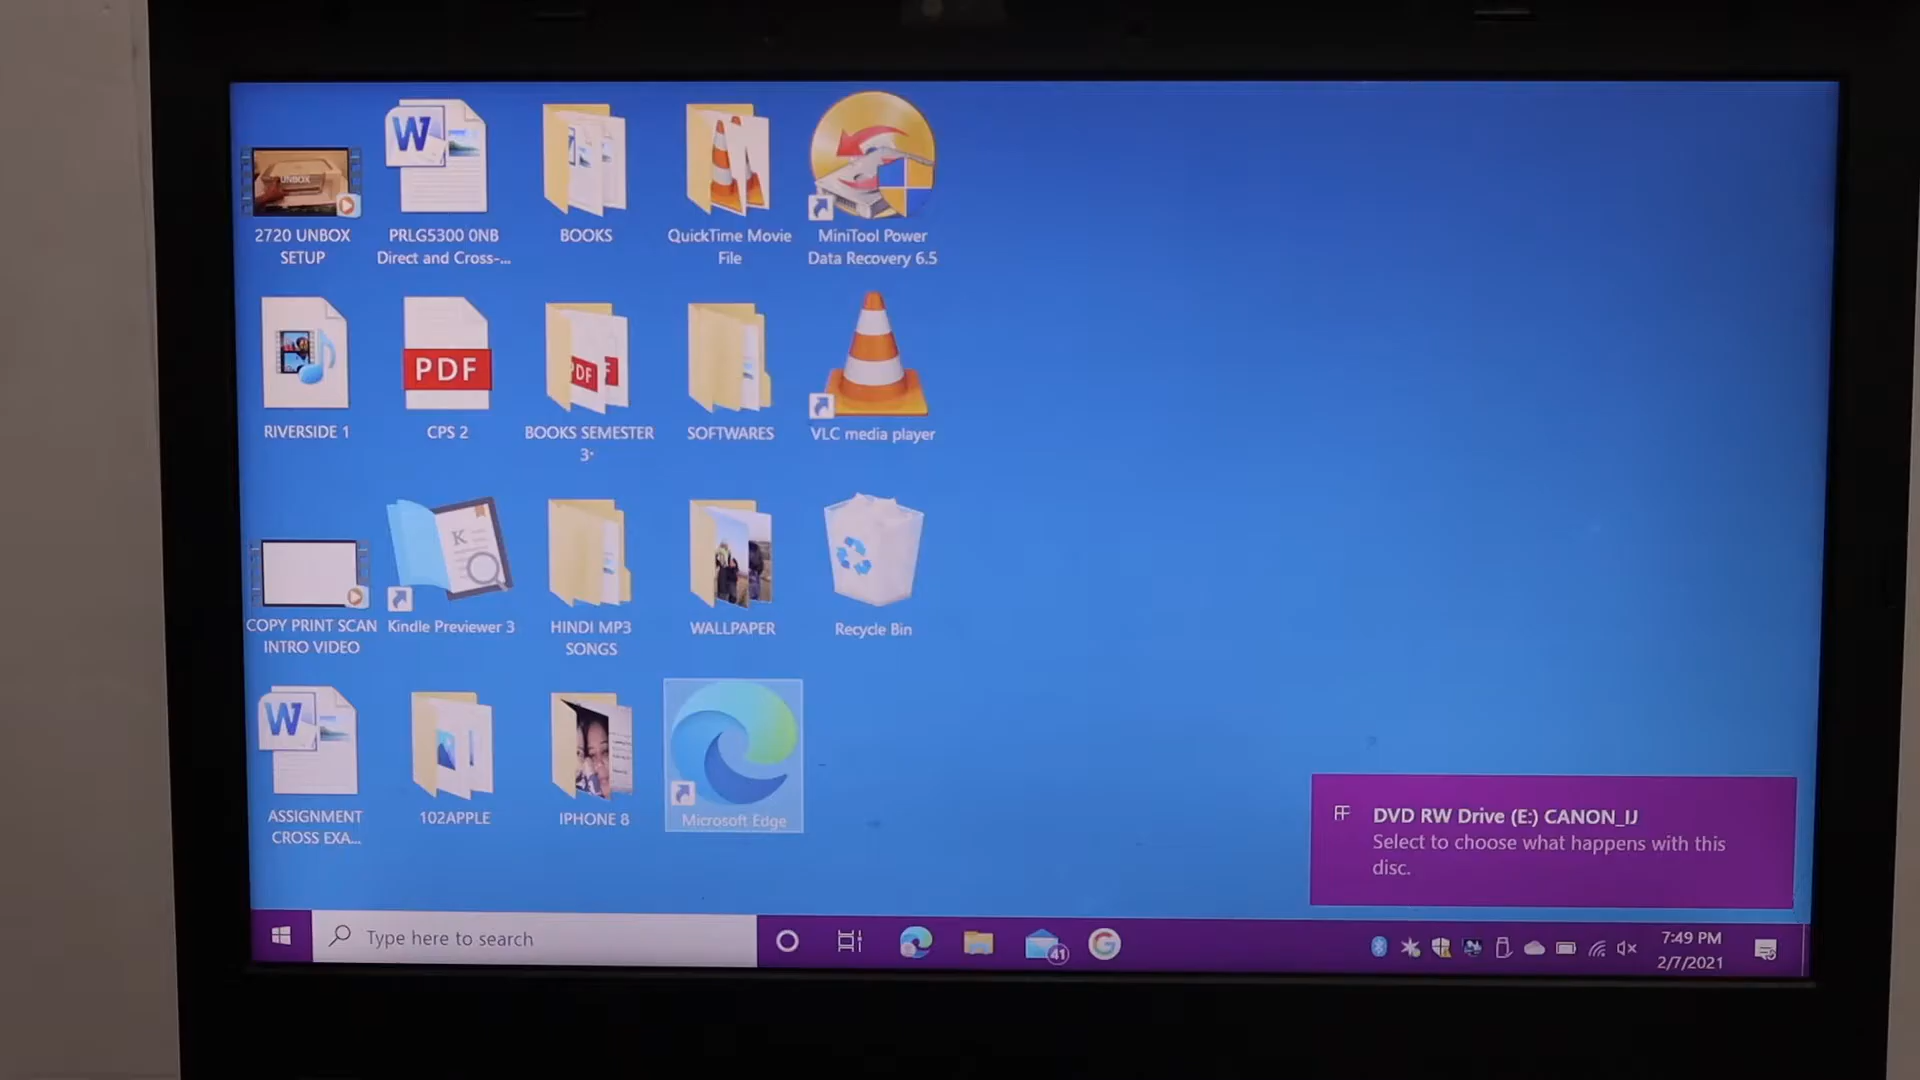 UNBOX
2720 UNBOX
SETUP
W
PRLG5300 0NB
Direct and Cross-...
BOOKS
QuickTime Movie
File
MiniTool Power
Data Recovery 6.5
RIVERSIDE 1
PDF
CPS 2
PDF
BOOKS SEMESTER
3
SOFTWARES
VLC media player
COPY PRINT SCAN
INTRO VIDEO
K
Kindle Previewer 3
HINDI MP3
SONGS
WALLPAPER
Recycle Bin
W
ASSIGNMENT
CROSS EXA...
102APPLE
IPHONE 8
Microsoft Edge
DVD RW Drive (E:) CANON_IJ
Select to choose what happens with this
disc.
Type here to search
41
G
7:49 PM
2/7/2021